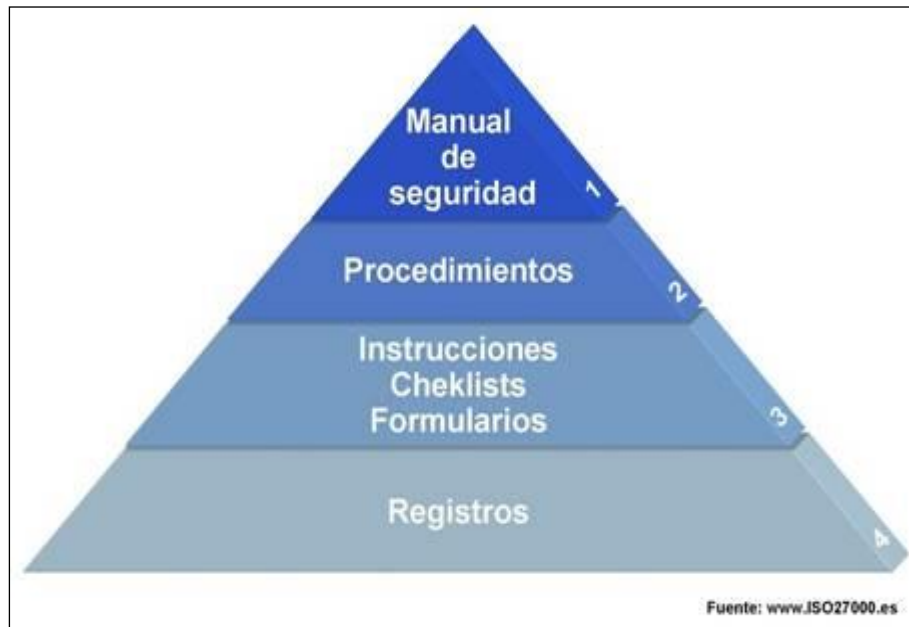 Manual
de
seguridad
1
Procedimientos
2
Instrucciones
Cheklists
Formularios
3
Registros
4
Fuente: www.ISO27000.es